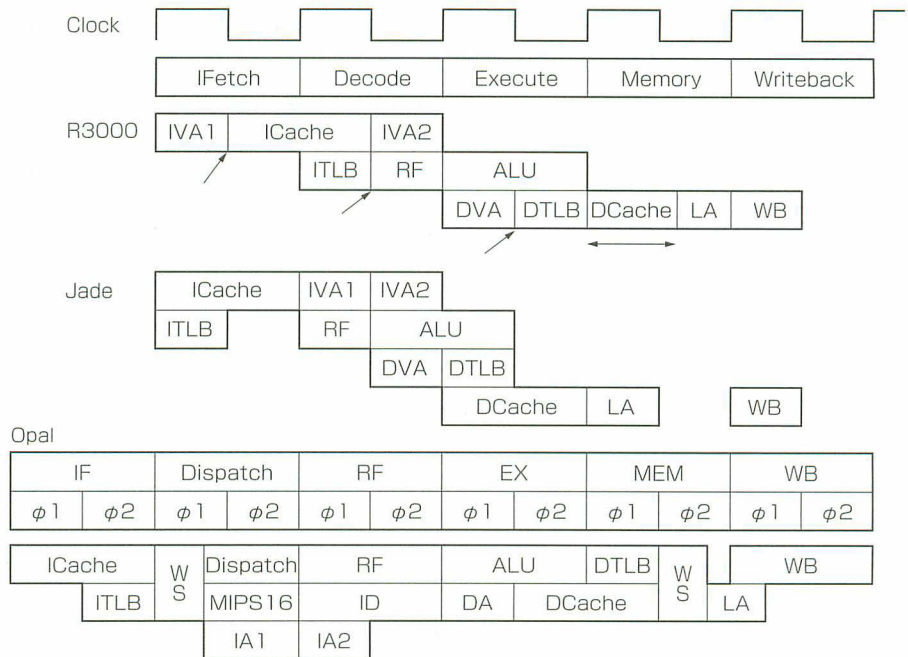 Clock
IFetch Decode Execute Memory Writeback
R3000 IVA1 ICache IVA2
ITLB RF ALU
DVA DTLB DCache LA WB
Jade ICache IVA1 IVA2
ITLB RF ALU
DVA DTLB
DCache LA WB
Opal
IF Dispatch RF EX MEM WB
φ1 φ2 φ1 φ2 φ1 φ2 φ1 φ2 φ1 φ2 φ1 φ2
ICache WS Dispatch RF ALU DTLB WS WB
ITLB MIPS16 ID DA DCache LA
IA1 IA2